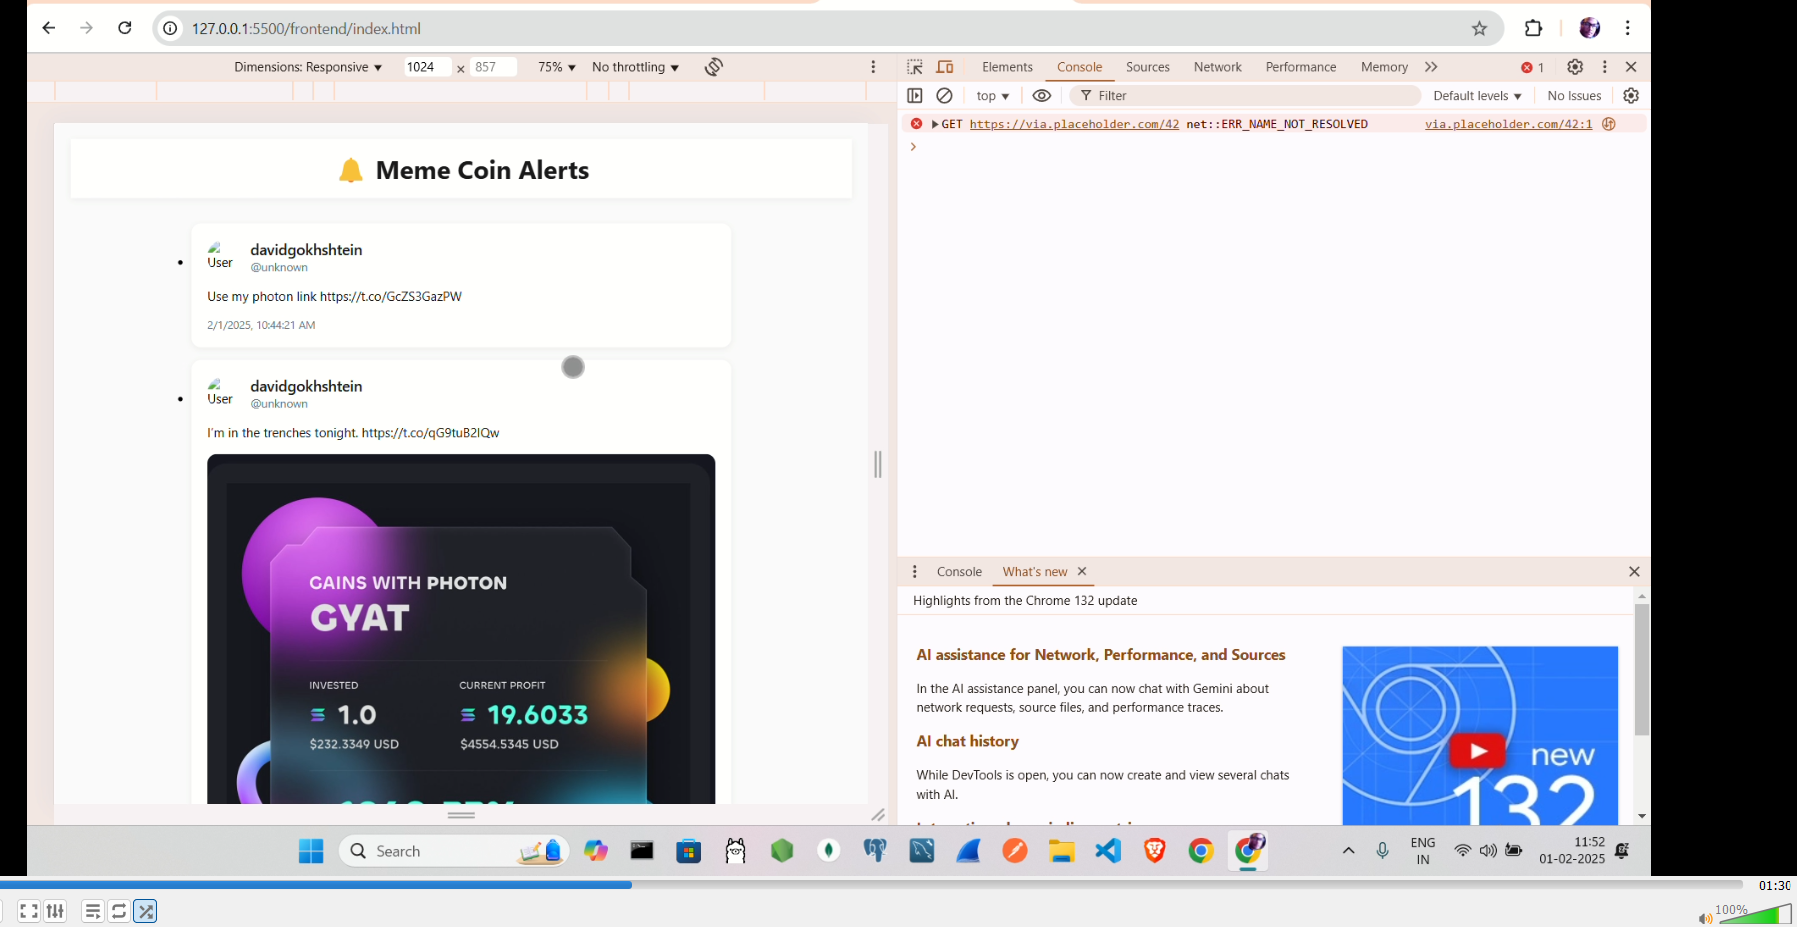 127.0.0.1:5500/frontend/index.html
Dimensions: Responsive ▼ 1024 × 857 75% ▼ No throttling ▼
Elements Console Sources Network Performance Memory 1
top ▼ Filter Default levels ▼ No Issues
GET https://via.placeholder.com/42 net::ERR_NAME_NOT_RESOLVED via.placeholder.com/42:1
🔔 Meme Coin Alerts
User davidgokhshtein
@unknown
Use my photon link https://t.co/GcZS3GazPW
2/1/2025, 10:44:21 AM
User davidgokhshtein
@unknown
I'm in the trenches tonight. https://t.co/qG9tuB2lQw
GAINS WITH PHOTON
GYAT
INVESTED CURRENT PROFIT
1.0 19.6033
$232.3349 USD $4554.5345 USD
Console What's new
Highlights from the Chrome 132 update
AI assistance for Network, Performance, and Sources
In the AI assistance panel, you can now chat with Gemini about
network requests, source files, and performance traces.
AI chat history
While DevTools is open, you can now create and view several chats
with AI.
new
132
Search
ENG
IN
11:52
01-02-2025
01:30
100%